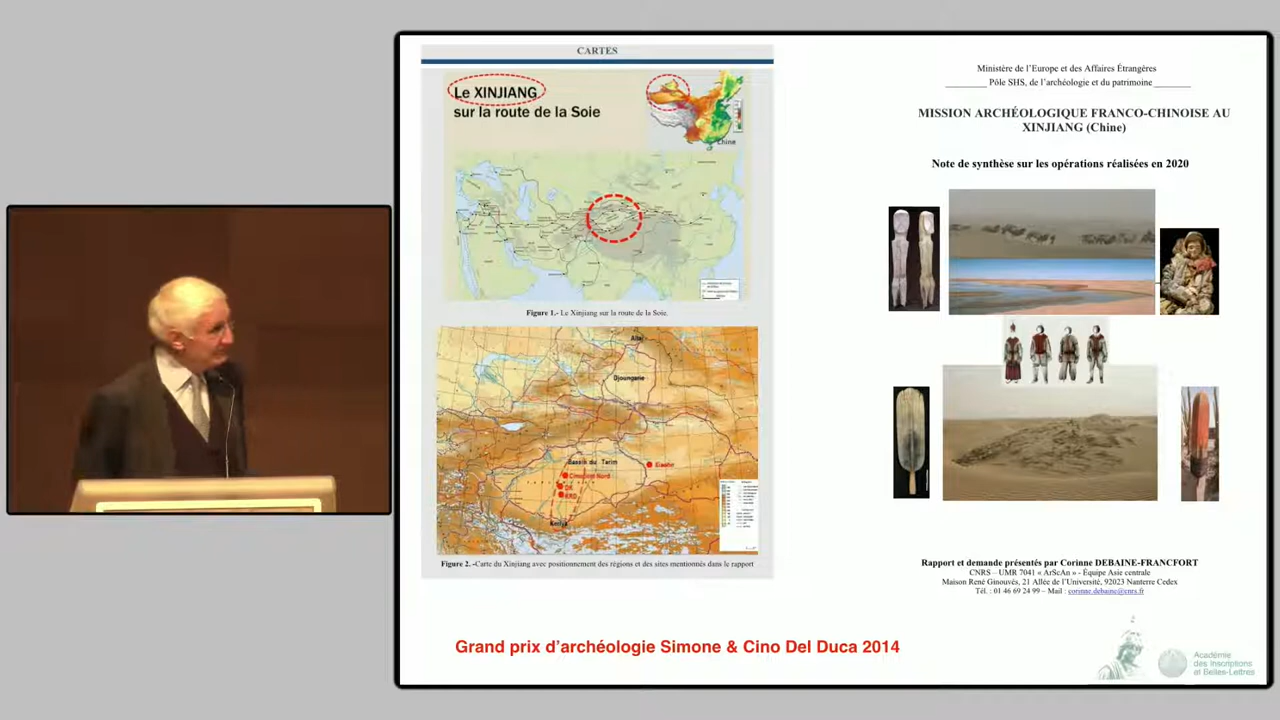 CARTES
Le XINJIANG
sur la route de la Soie
Chine
Figure 1.- Le Xinjiang sur la route de la Soie.
Altaï
Djoungarie
Bassin du Tarim
Xiaohe
Cimetière Nord
DK
KRD
Keriya
Figure 2. -Carte du Xinjiang avec positionnement des régions et des sites mentionnés dans le rapport
Ministère de l'Europe et des Affaires Étrangères
Pôle SHS, de l'archéologie et du patrimoine
MISSION ARCHÉOLOGIQUE FRANCO-CHINOISE AU
XINJIANG (Chine)
Note de synthèse sur les opérations réalisées en 2020
Rapport et demande présentés par Corinne DEBAINE-FRANCFORT
CNRS – UMR 7041 « ArScAn » - Équipe Asie centrale
Maison René Ginouvès, 21 Allée de l'Université, 92023 Nanterre Cedex
Tél. : 01 46 69 24 99 – Mail : corinne.debaine@cnrs.fr
Grand prix d'archéologie Simone & Cino Del Duca 2014
Académie
des Inscriptions
et Belles-Lettres